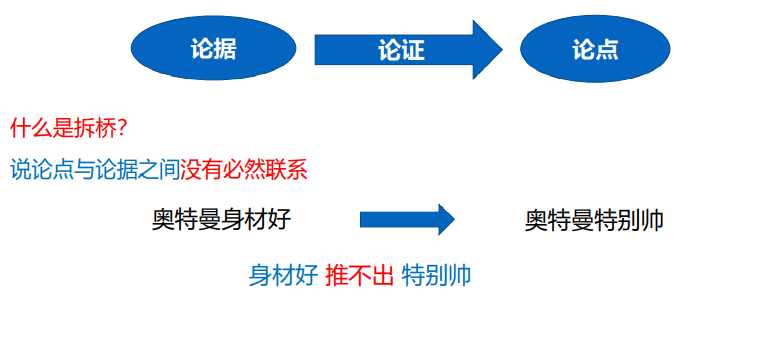 论据 论证 论点
什么是拆桥？
说论点与论据之间没有必然联系
奥特曼身材好 奥特曼特别帅
身材好 推不出 特别帅